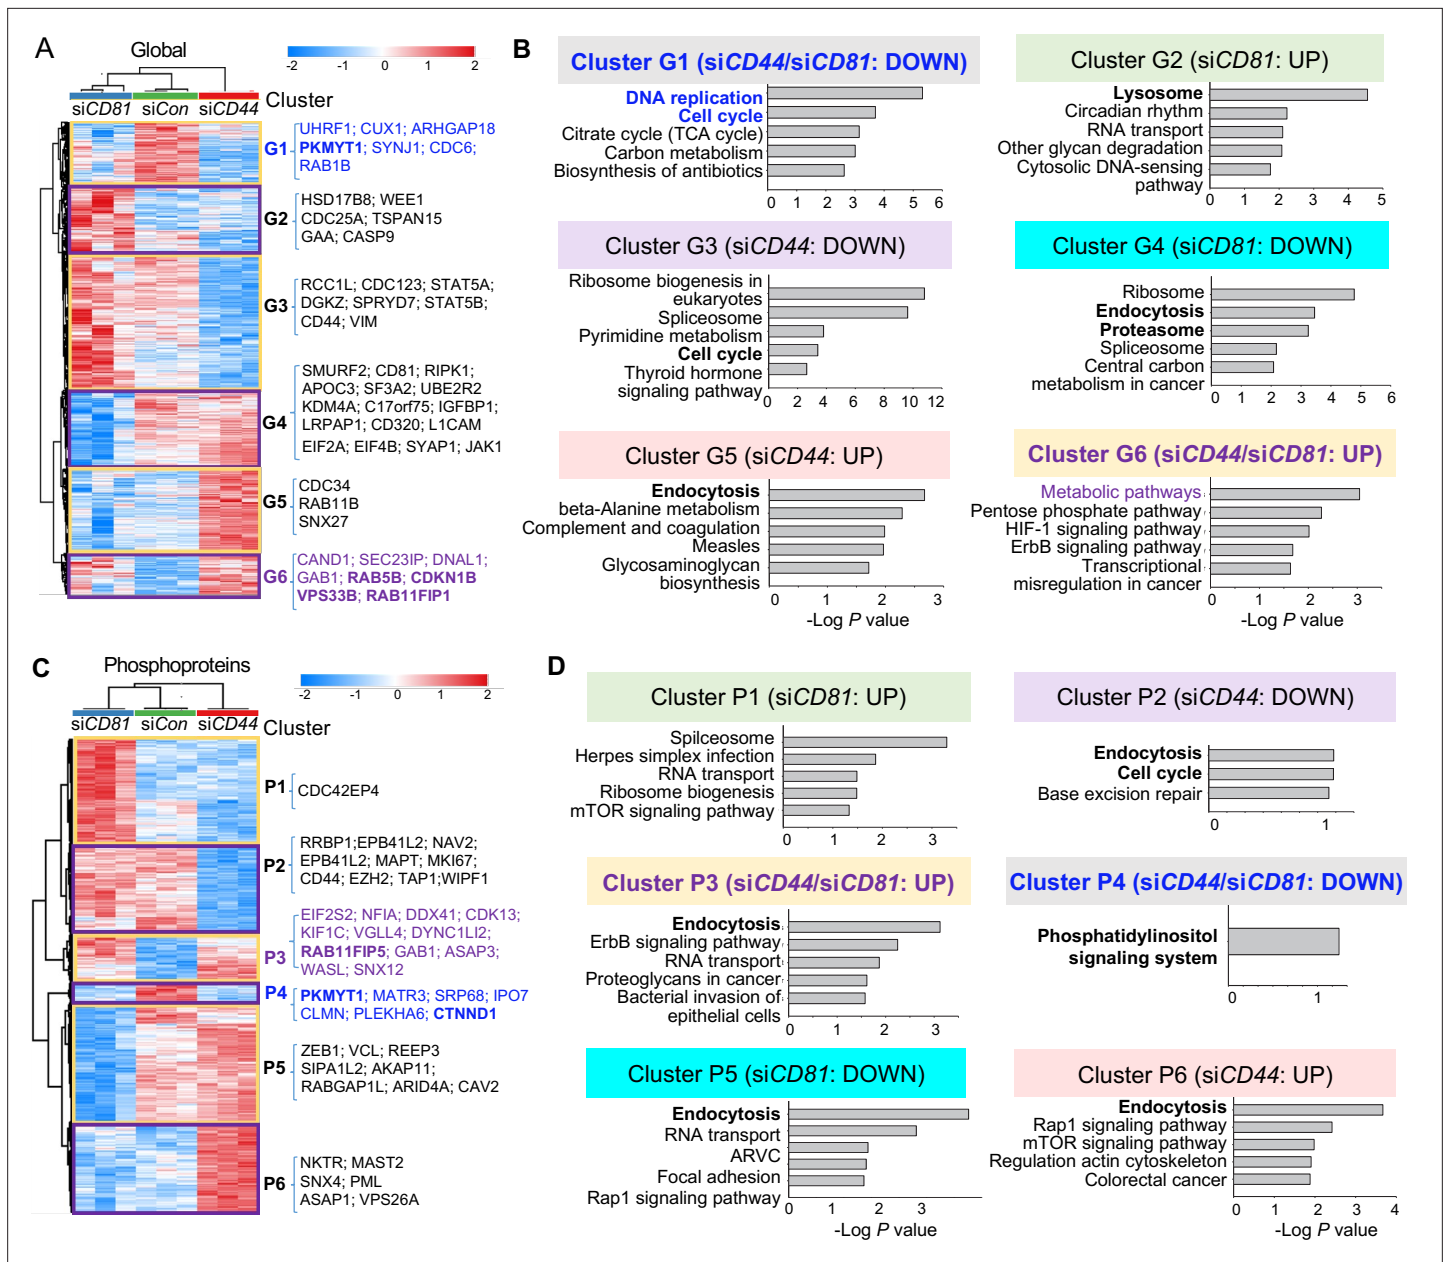 A
Global
-2 -1 0 1 2
siCD81 siCon siCD44 Cluster
G1
UHRF1; CUX1; ARHGAP18
PKMYT1; SYNJ1; CDC6;
RAB1B
G2
HSD17B8; WEE1
CDC25A; TSPAN15
GAA; CASP9
G3
RCC1L; CDC123; STAT5A;
DGKZ; SPRYD7; STAT5B;
CD44; VIM
G4
SMURF2; CD81; RIPK1;
APOC3; SF3A2; UBE2R2
KDM4A; C17orf75; IGFBP1;
LRPAP1; CD320; L1CAM
EIF2A; EIF4B; SYAP1; JAK1
G5
CDC34
RAB11B
SNX27
G6
CAND1; SEC23IP; DNAL1;
GAB1; RAB5B; CDKN1B
VPS33B; RAB11FIP1
B
Cluster G1 (siCD44/siCD81: DOWN)
DNA replication
Cell cycle
Citrate cycle (TCA cycle)
Carbon metabolism
Biosynthesis of antibiotics
0 1 2 3 4 5 6
Cluster G2 (siCD81: UP)
Lysosome
Circadian rhythm
RNA transport
Other glycan degradation
Cytosolic DNA-sensing
pathway
0 1 2 3 4 5
Cluster G3 (siCD44: DOWN)
Ribosome biogenesis in
eukaryotes
Spliceosome
Pyrimidine metabolism
Cell cycle
Thyroid hormone
signaling pathway
0 2 4 6 8 10 12
Cluster G4 (siCD81: DOWN)
Ribosome
Endocytosis
Proteasome
Spliceosome
Central carbon
metabolism in cancer
0 1 2 3 4 5 6
Cluster G5 (siCD44: UP)
Endocytosis
beta-Alanine metabolism
Complement and coagulation
Measles
Glycosaminoglycan
biosynthesis
0 1 2 3
-Log P value
Cluster G6 (siCD44/siCD81: UP)
Metabolic pathways
Pentose phosphate pathway
HIF-1 signaling pathway
ErbB signaling pathway
Transcriptional
misregulation in cancer
0 1 2 3
-Log P value
C
Phosphoproteins
-2 -1 0 1 2
siCD81 siCon siCD44 Cluster
P1
CDC42EP4
P2
RRBP1;EPB41L2; NAV2;
EPB41L2; MAPT; MKI67;
CD44; EZH2; TAP1;WIPF1
P3
EIF2S2; NFIA; DDX41; CDK13;
KIF1C; VGLL4; DYNC1LI2;
RAB11FIP5; GAB1; ASAP3;
WASL; SNX12
P4
PKMYT1; MATR3; SRP68; IPO7
CLMN; PLEKHA6; CTNND1
P5
ZEB1; VCL; REEP3
SIPA1L2; AKAP11;
RABGAP1L; ARID4A; CAV2
P6
NKTR; MAST2
SNX4; PML
ASAP1; VPS26A
D
Cluster P1 (siCD81: UP)
Spilceosome
Herpes simplex infection
RNA transport
Ribosome biogenesis
mTOR signaling pathway
0 1 2 3
Cluster P2 (siCD44: DOWN)
Endocytosis
Cell cycle
Base excision repair
0 1
Cluster P3 (siCD44/siCD81: UP)
Endocytosis
ErbB signaling pathway
RNA transport
Proteoglycans in cancer
Bacterial invasion of
epithelial cells
0 1 2 3
Cluster P4 (siCD44/siCD81: DOWN)
Phosphatidylinositol
signaling system
0 1
Cluster P5 (siCD81: DOWN)
Endocytosis
RNA transport
ARVC
Focal adhesion
Rap1 signaling pathway
0 1 2 3
-Log P value
Cluster P6 (siCD44: UP)
Endocytosis
Rap1 signaling pathway
mTOR signaling pathway
Regulation actin cytoskeleton
Colorectal cancer
0 1 2 3 4
-Log P value